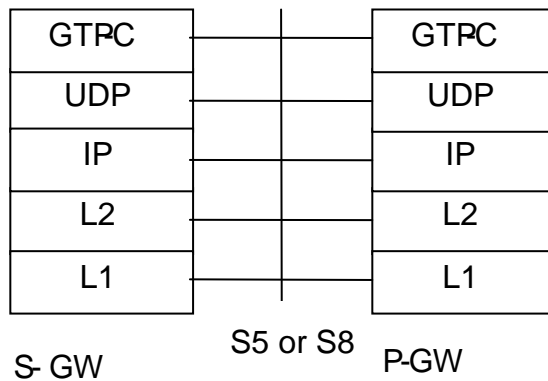 GTP-C GTP-C
UDP UDP
IP IP
L2 L2
L1 L1
S- GW S5 or S8 P-GW